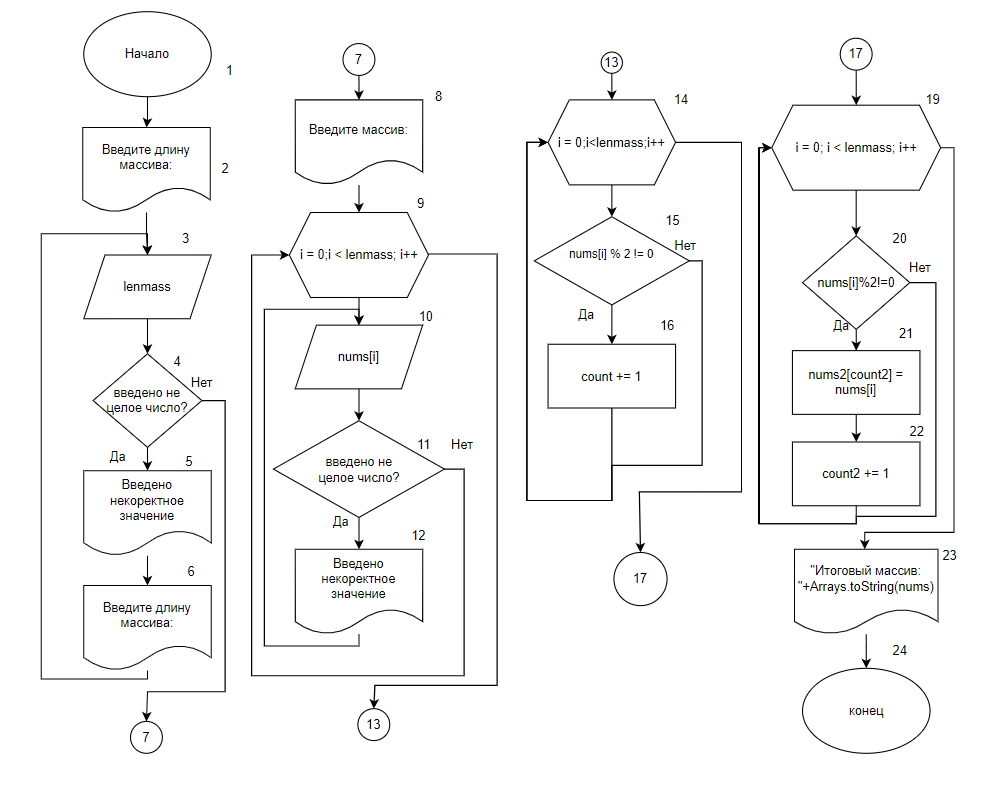 Начало
1
Введите длину
массива:
2
3
lenmass
4
Нет
введено не
целое число?
Да
5
Введено
некоректное
значение
6
Введите длину
массива:
7
7
8
Введите массив:
9
i = 0;i < lenmass; i++
10
nums[i]
11
Нет
введено не
целое число?
Да
12
Введено
некоректное
значение
13
13
14
i = 0;i<lenmass;i++
15
Нет
nums[i] % 2 != 0
Да
16
count += 1
17
17
19
i = 0; i < lenmass; i++
20
Нет
nums[i]%2!=0
Да
21
nums2[count2] =
nums[i]
22
count2 += 1
23
"Итоговый массив:
"+Arrays.toString(nums)
24
конец